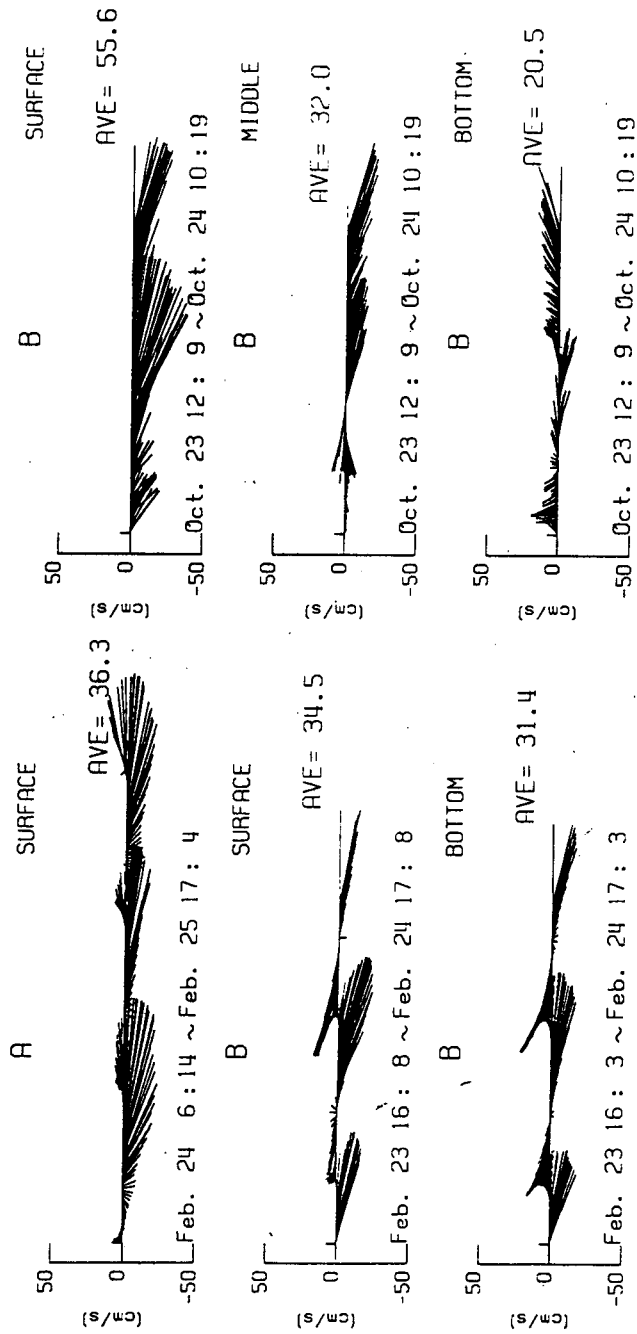 A
SURFACE
AVE= 36.3
50
0
-50
(cm/s)
Feb. 24 6:14 ~ Feb. 25 17: 4
B
SURFACE
AVE= 34.5
50
0
-50
(cm/s)
Feb. 23 16: 8 ~ Feb. 24 17: 8
B
BOTTOM
AVE= 31.4
50
0
-50
(cm/s)
Feb. 23 16: 3 ~ Feb. 24 17: 3
B
SURFACE
AVE= 55.6
50
0
-50
(cm/s)
Oct. 23 12: 9 ~ Oct. 24 10:19
B
MIDDLE
AVE= 32.0
50
0
-50
(cm/s)
Oct. 23 12: 9 ~ Oct. 24 10:19
B
BOTTOM
AVE= 20.5
50
0
-50
(cm/s)
Oct. 23 12: 9 ~ Oct. 24 10:19